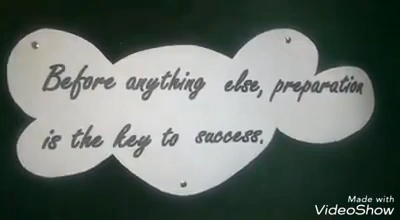 Before anything else, preparation
is the key to success.
Made with
VideoShow